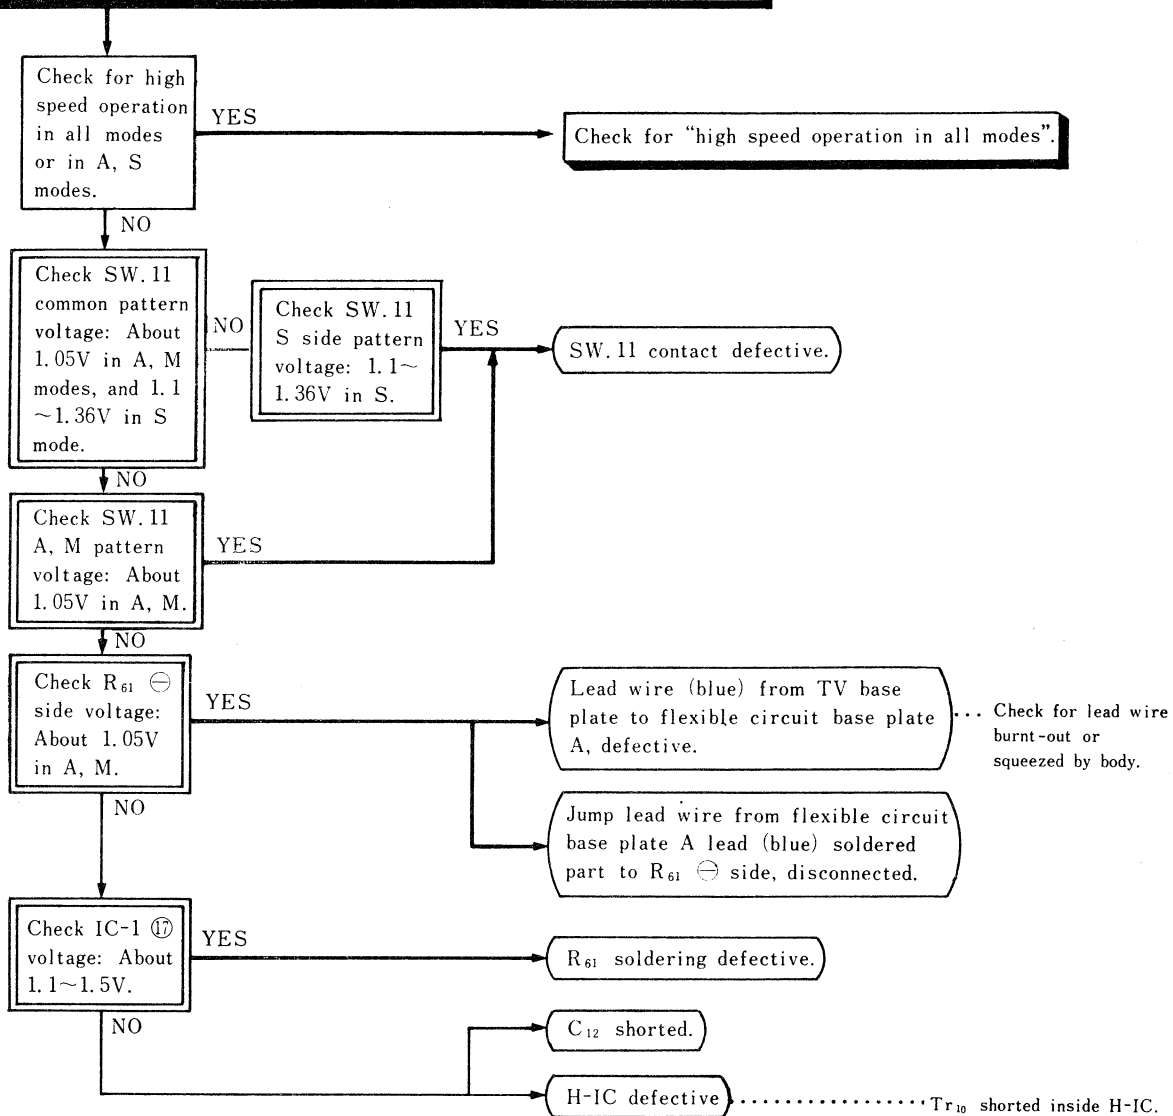 Check for high
speed operation
in all modes
or in A, S
modes.
YES
Check for “high speed operation in all modes”.
NO
Check SW. 11
common pattern
voltage: About
1.05V in A, M
modes, and 1.1
~1.36V in S
mode.
NO
Check SW. 11
S side pattern
voltage: 1.1~
1.36V in S.
YES
SW. 11 contact defective.
NO
Check SW. 11
A, M pattern
voltage: About
1.05V in A, M.
YES
NO
Check R₆₁ ⊖
side voltage:
About 1.05V
in A, M.
YES
Lead wire (blue) from TV base
plate to flexible circuit base plate
A, defective.
... Check for lead wire
burnt-out or
squeezed by body.
NO
Jump lead wire from flexible circuit
base plate A lead (blue) soldered
part to R₆₁ ⊖ side, disconnected.
Check IC-1 ⑰
voltage: About
1.1~1.5V.
YES
R₆₁ soldering defective.
NO
C₁₂ shorted.
H-IC defective
Tr₁₀ shorted inside H-IC.